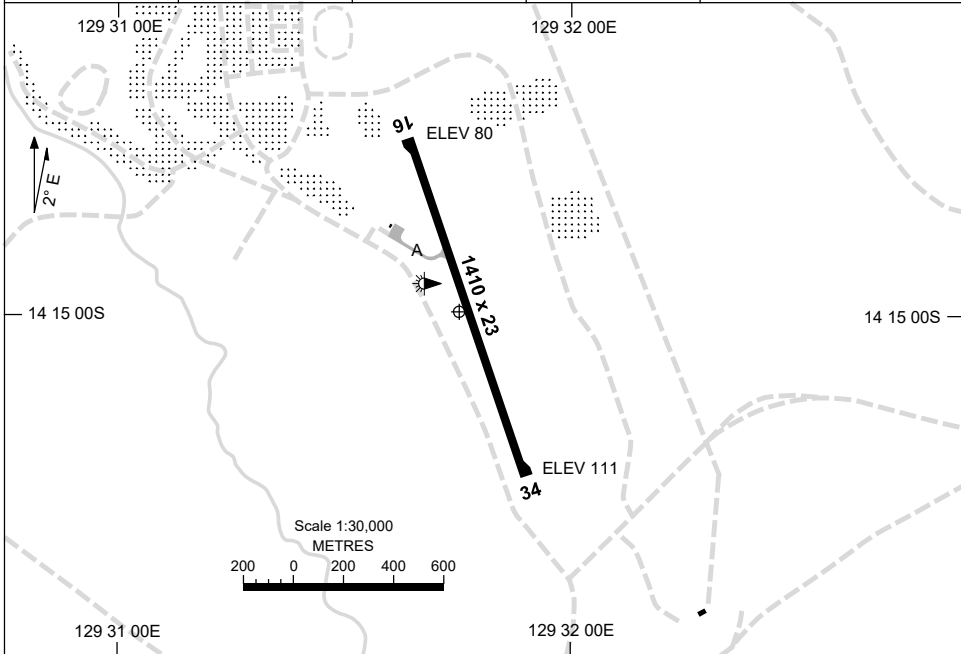 129 31 00E
129 32 00E
16
ELEV 80
2° E
A
1410 x 23
14 15 00S
14 15 00S
ELEV 111
34
Scale 1:30,000
METRES
200 0 200 400 600
129 31 00E
129 32 00E